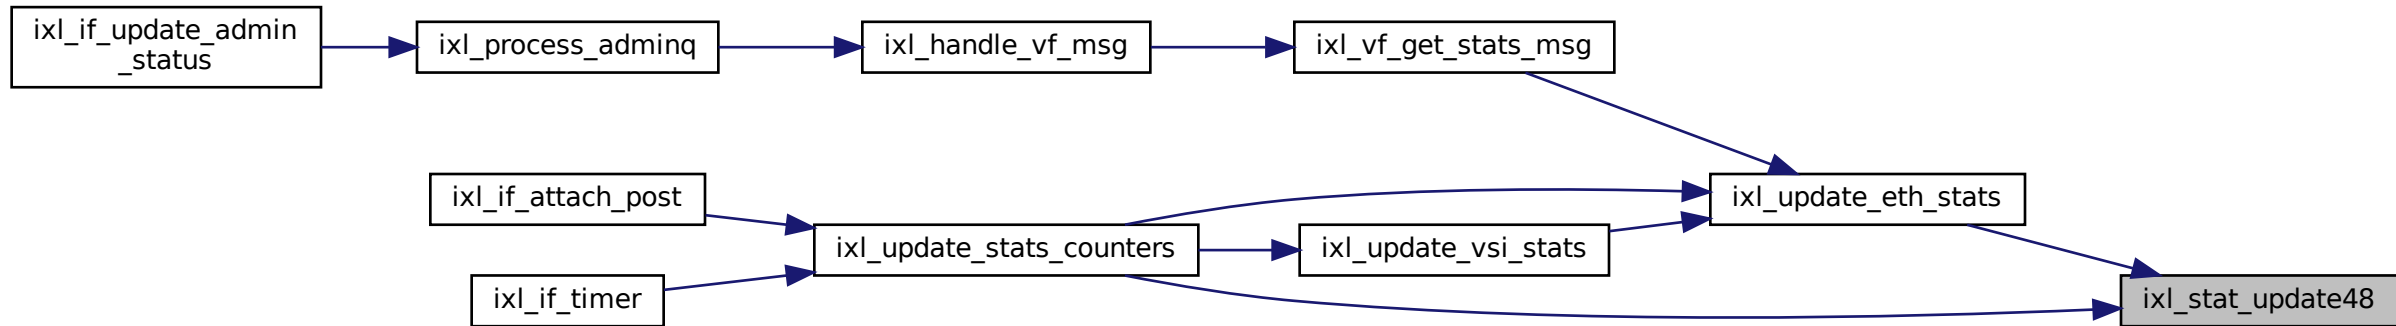 ixl_if_update_admin
_status
ixl_process_adminq
ixl_handle_vf_msg
ixl_vf_get_stats_msg
ixl_if_attach_post
ixl_update_eth_stats
ixl_update_stats_counters
ixl_update_vsi_stats
ixl_if_timer
ixl_stat_update48